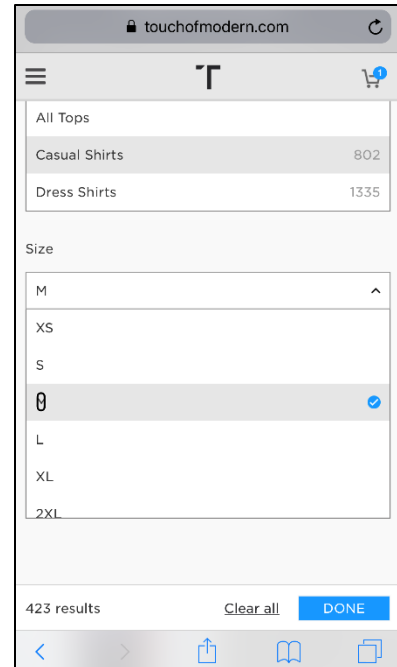 touchofmodern.com
T
1
All Tops
Casual Shirts 802
Dress Shirts 1335
Size
M
XS
S
L
XL
2XL
423 results Clear all DONE